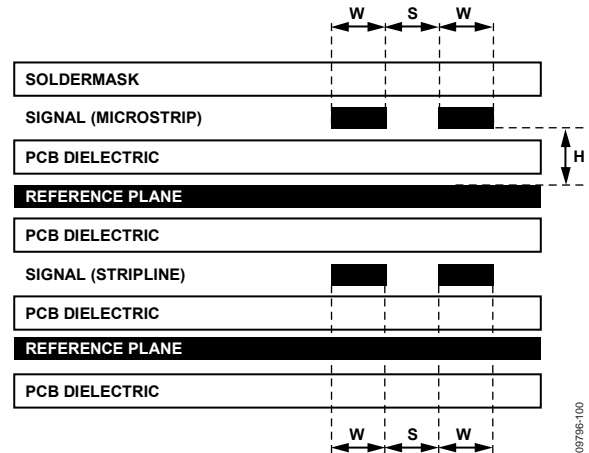 W S W
SOLDERMASK
SIGNAL (MICROSTRIP)
H
PCB DIELECTRIC
REFERENCE PLANE
PCB DIELECTRIC
SIGNAL (STRIPLINE)
PCB DIELECTRIC
REFERENCE PLANE
PCB DIELECTRIC
W S W
09796-100